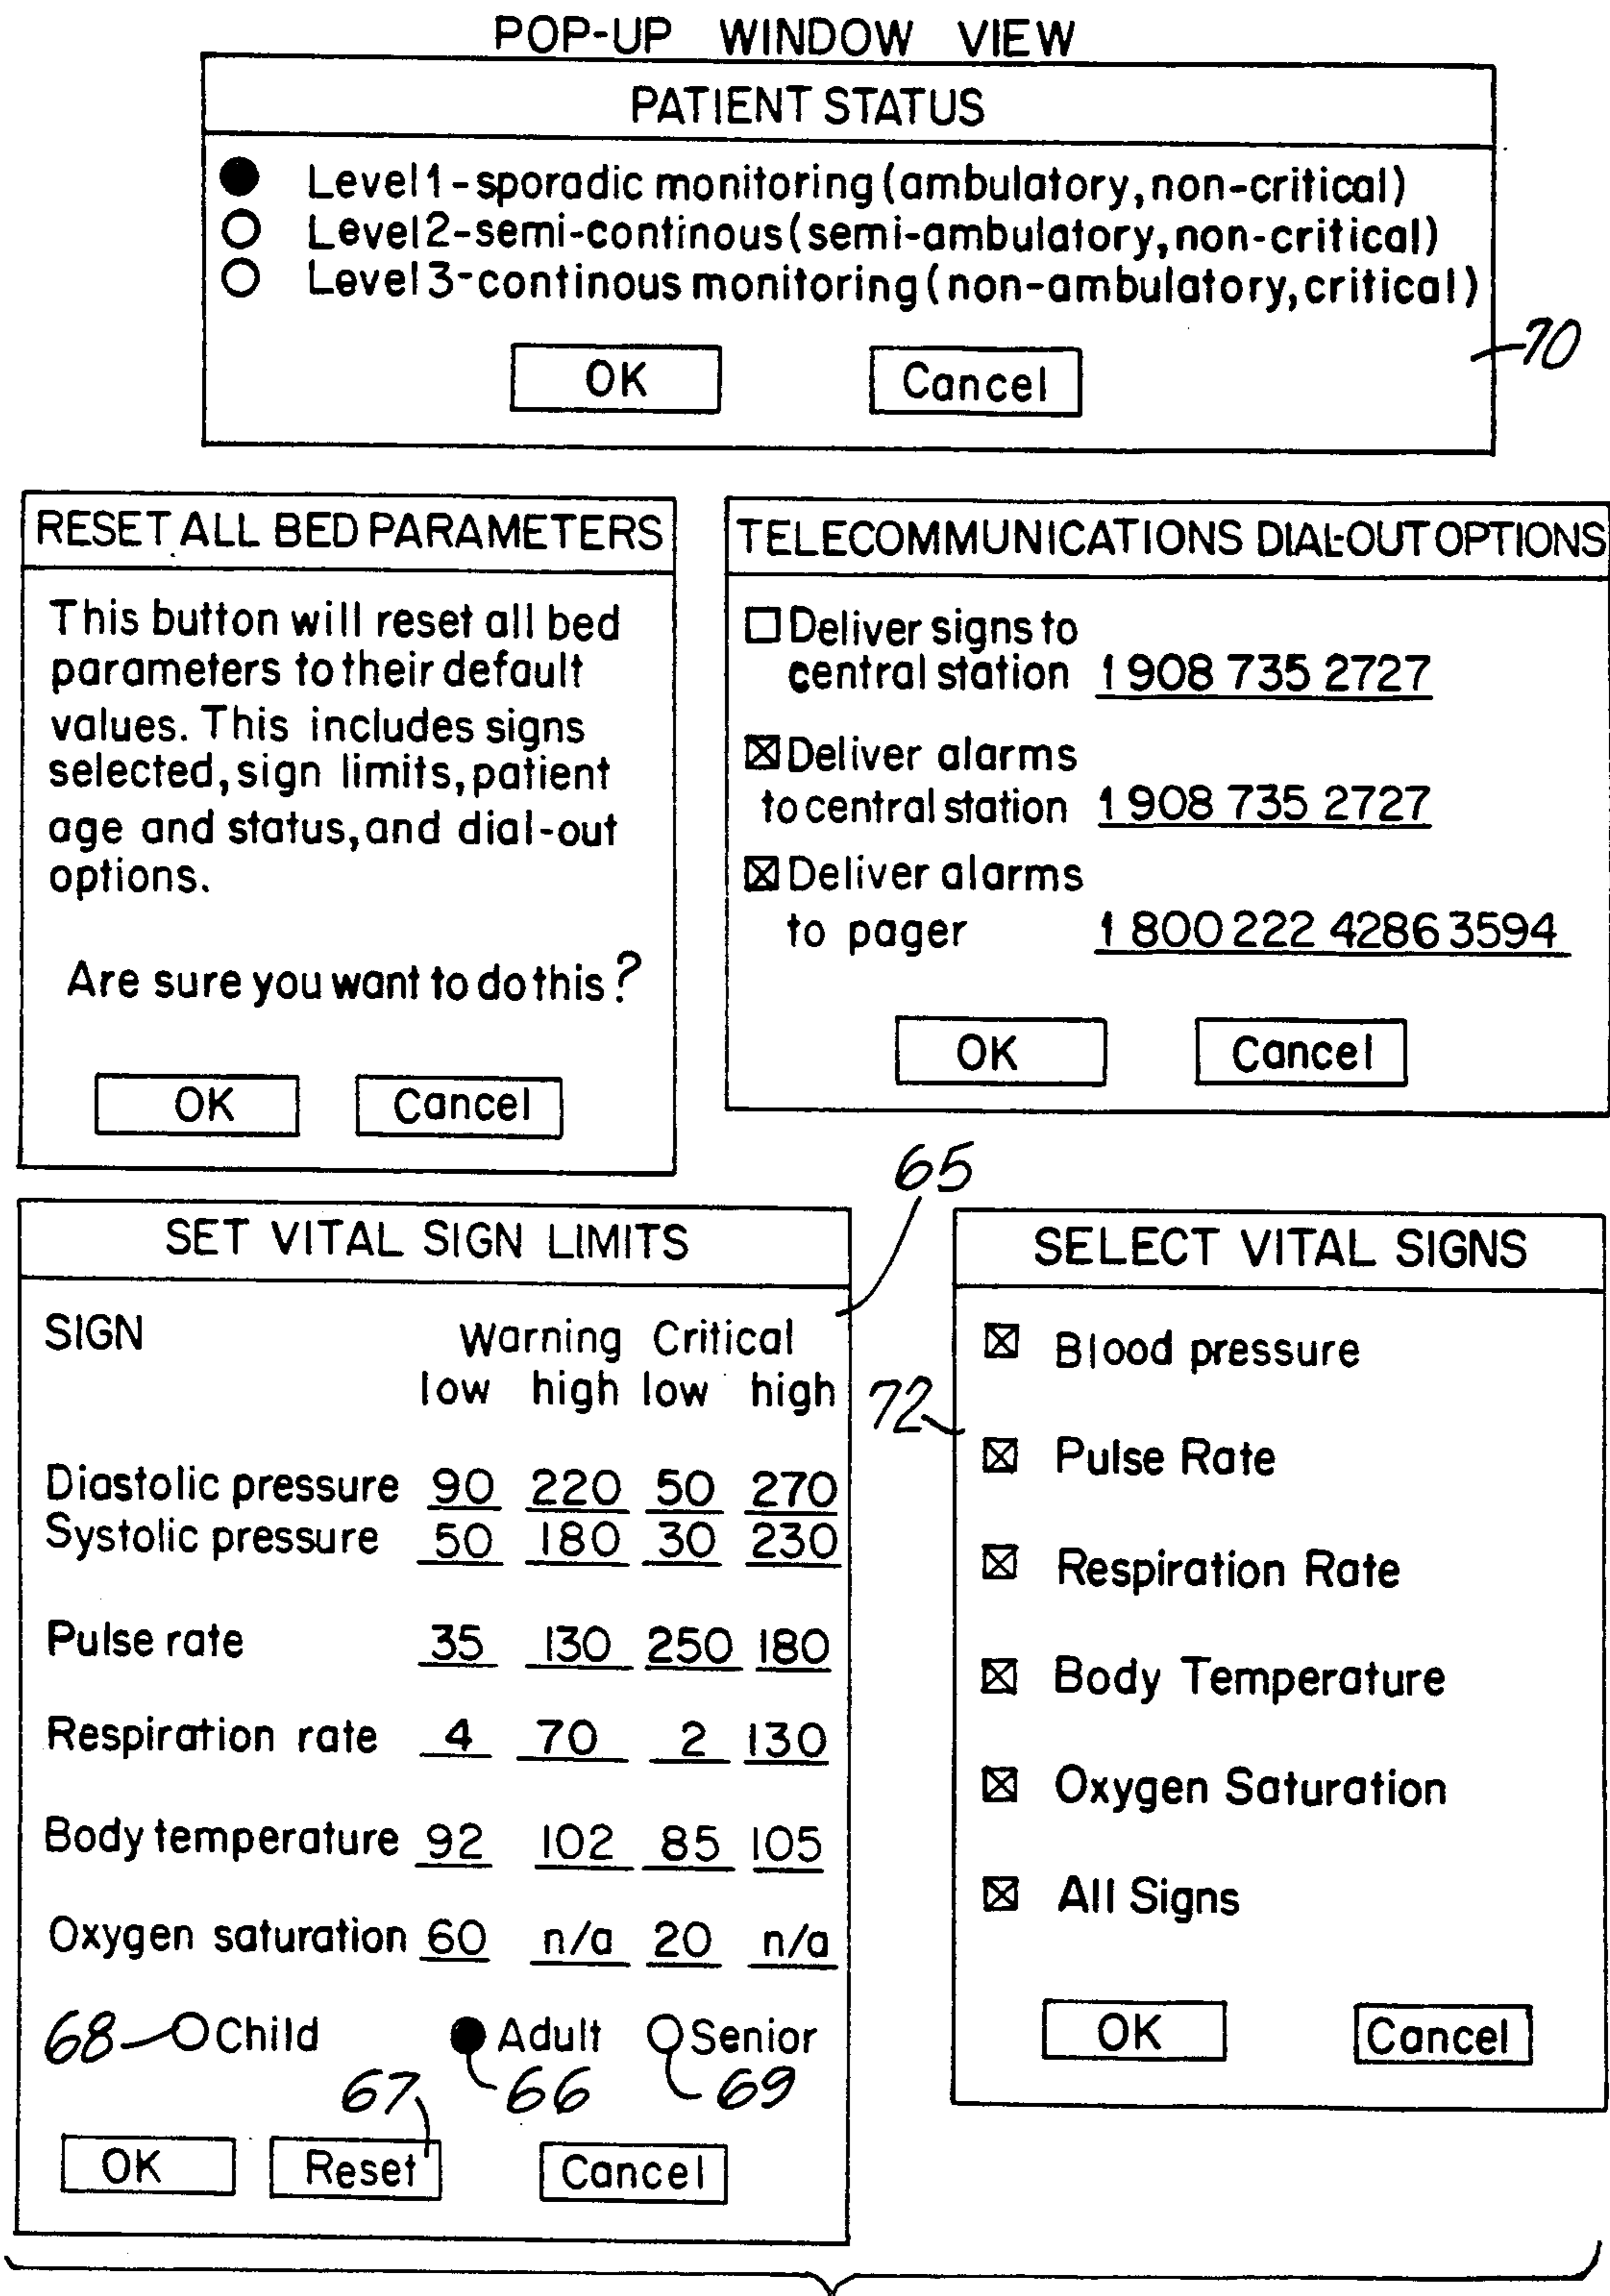 POP-UP WINDOW VIEW
PATIENT STATUS
Level 1-sporadic monitoring (ambulatory, non-critical)
Level 2-semi-continous (semi-ambulatory, non-critical)
Level 3-continous monitoring (non-ambulatory, critical)
70
OK Cancel
RESET ALL BED PARAMETERS
This button will reset all bed
parameters to their default
values. This includes signs
selected, sign limits, patient
age and status, and dial-out
options.
Are sure you want to do this?
OK Cancel
TELECOMMUNICATIONS DIAL-OUT OPTIONS
Deliver signs to
central station 1 908 735 2727
Deliver alarms
to central station 1 908 735 2727
Deliver alarms
to pager 1 800 222 4286 3594
OK Cancel
65
SET VITAL SIGN LIMITS
SIGN Warning Critical
low high low high
Diastolic pressure 90 220 50 270
Systolic pressure 50 180 30 230
Pulse rate 35 130 250 180
Respiration rate 4 70 2 130
Body temperature 92 102 85 105
Oxygen saturation 60 n/a 20 n/a
68 Child Adult Senior
67 66 69
OK Reset Cancel
SELECT VITAL SIGNS
Blood pressure
72
Pulse Rate
Respiration Rate
Body Temperature
Oxygen Saturation
All Signs
OK Cancel